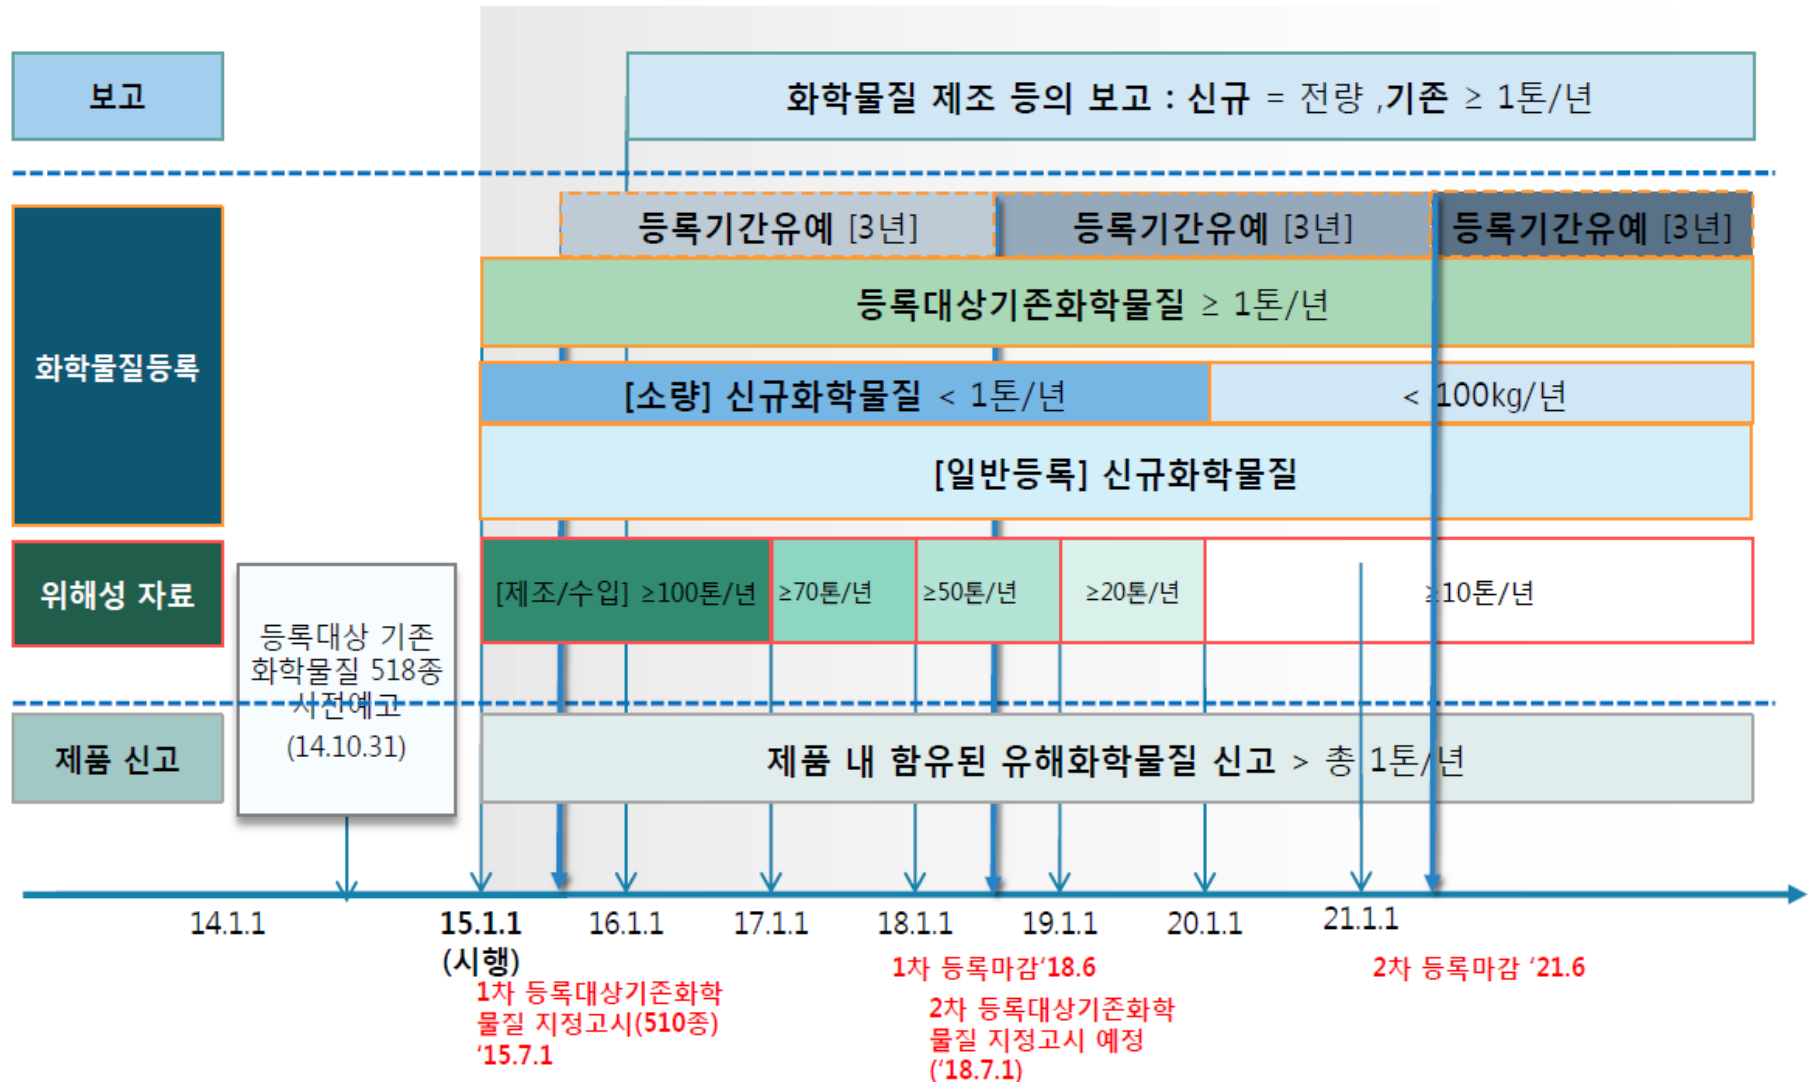 보고
화학물질 제조 등의 보고 : 신규 = 전량 ,기존 ≥ 1톤/년
등록기간유예 [3년]
등록기간유예 [3년]
등록기간유예 [3년]
화학물질등록
등록대상기존화학물질 ≥ 1톤/년
[소량] 신규화학물질 < 1톤/년
< 100kg/년
[일반등록] 신규화학물질
위해성 자료
[제조/수입] ≥100톤/년
≥70톤/년
≥50톤/년
≥20톤/년
≥10톤/년
등록대상 기존
화학물질 518종
사전예고
(14.10.31)
제품 신고
제품 내 함유된 유해화학물질 신고 > 총 1톤/년
14.1.1
15.1.1
(시행)
16.1.1
17.1.1
18.1.1
19.1.1
20.1.1
21.1.1
1차 등록대상기존화학
물질 지정고시(510종)
‘15.7.1
1차 등록마감‘18.6
2차 등록대상기존화학
물질 지정고시 예정
(‘18.7.1)
2차 등록마감 ‘21.6